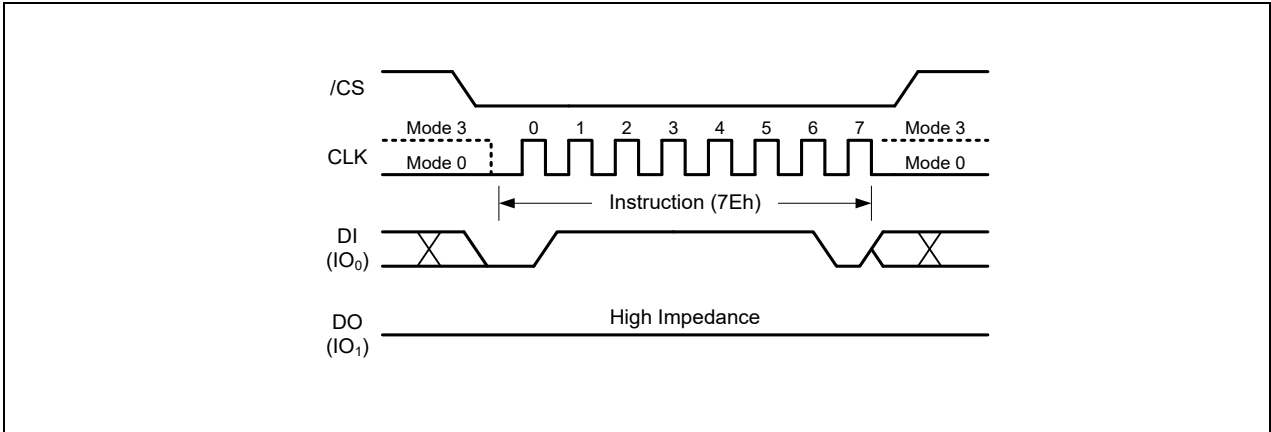 /CS
Mode 3 0 1 2 3 4 5 6 7 Mode 3
CLK
Mode 0 Mode 0
Instruction (7Eh)
DI
(IO₀)
High Impedance
DO
(IO₁)